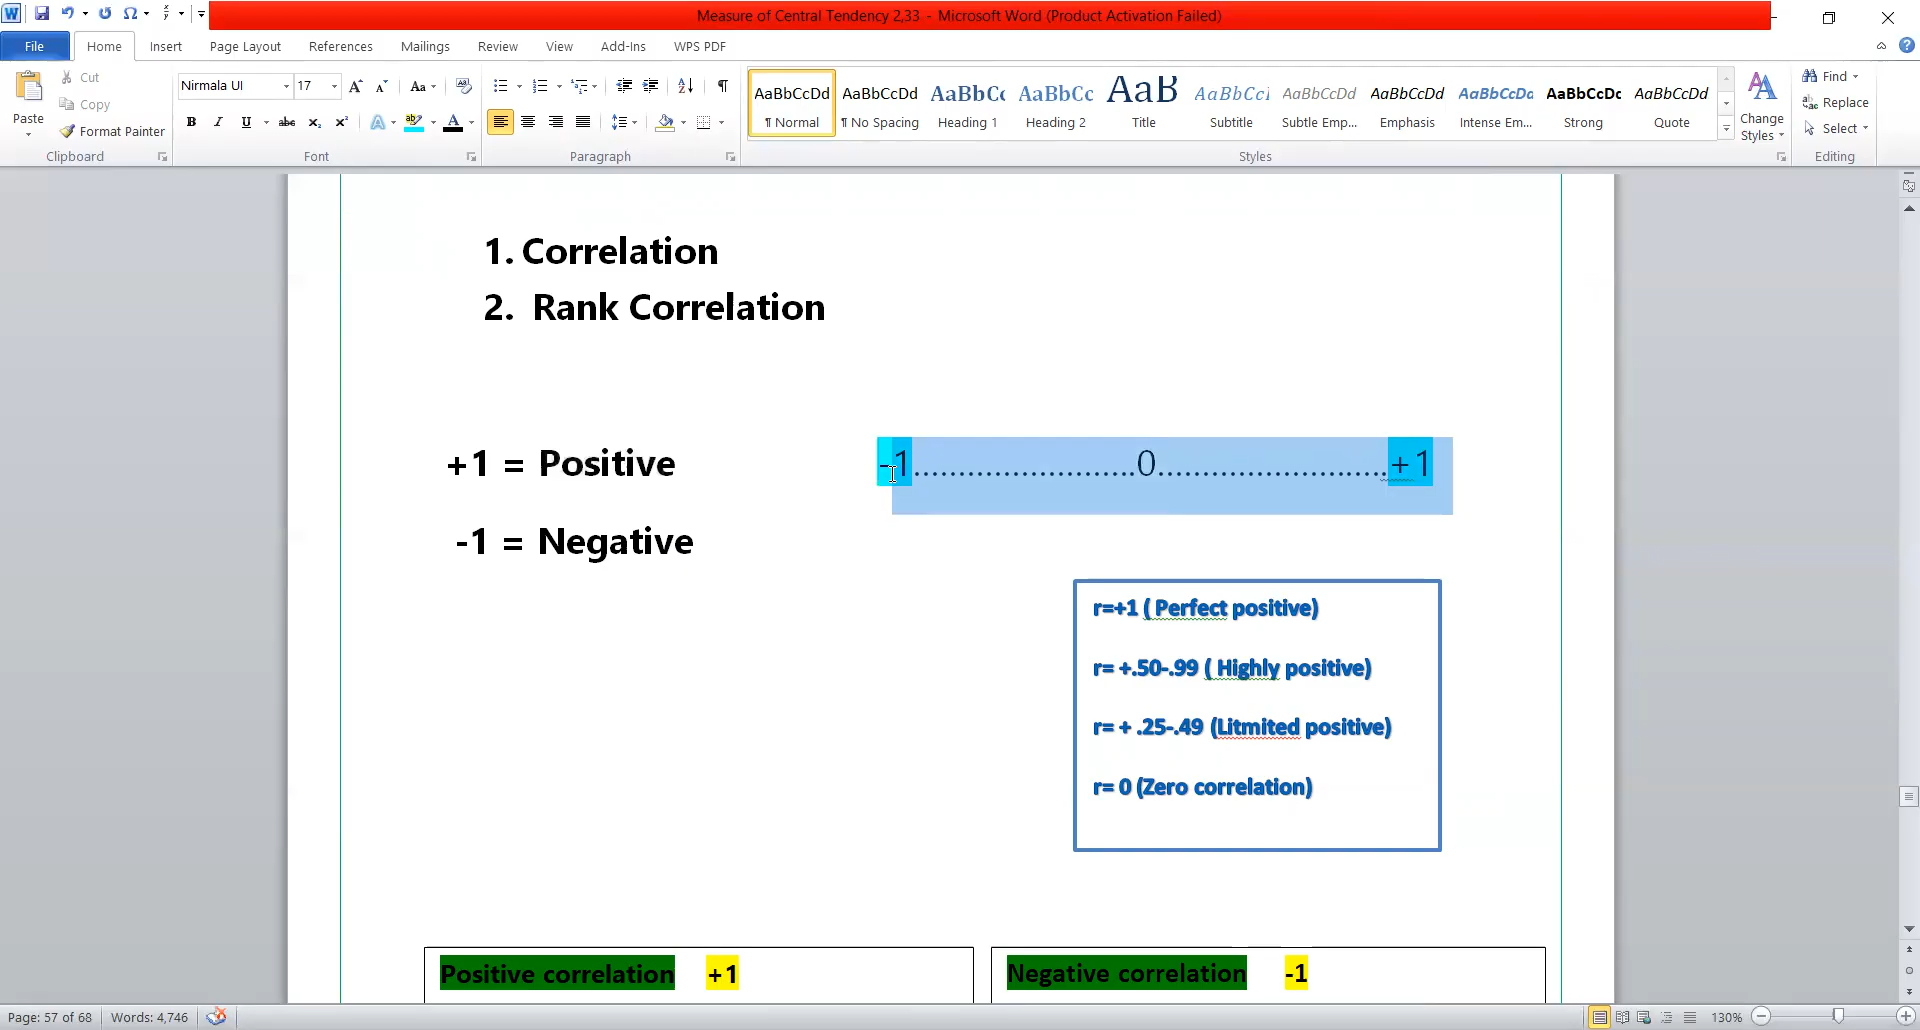 Measure of Central Tendency 2,33 - Microsoft Word (Product Activation Failed)
File Home Insert Page Layout References Mailings Review View Add-Ins WPS PDF
Paste
Cut
Copy
Format Painter
Clipboard
Nirmala UI 17
Font
Paragraph
AaBbCcDd AaBbCcDd AaBbCc AaBbCc AaB AaBbCcI AaBbCcDd AaBbCcDd AaBbCcDd AaBbCcDc AaBbCcDd
¶ Normal ¶ No Spacing Heading 1 Heading 2 Title Subtitle Subtle Emp... Emphasis Intense Em... Strong Quote
Styles
Change Styles
Find
Replace
Select
Editing
1. Correlation
2. Rank Correlation
+1 = Positive
-1.......................0........................+1
-1 = Negative
r=+1 ( Perfect positive)
r= +.50-.99 ( Highly positive)
r= + .25-.49 (Litmited positive)
r= 0 (Zero correlation)
Positive correlation +1
Negative correlation -1
Page: 57 of 68 Words: 4,746 130%